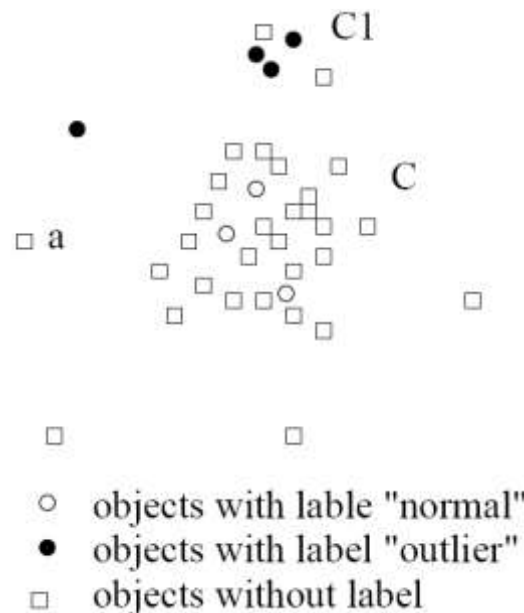 C1
C
a
objects with lable "normal"
objects with label "outlier"
objects without label